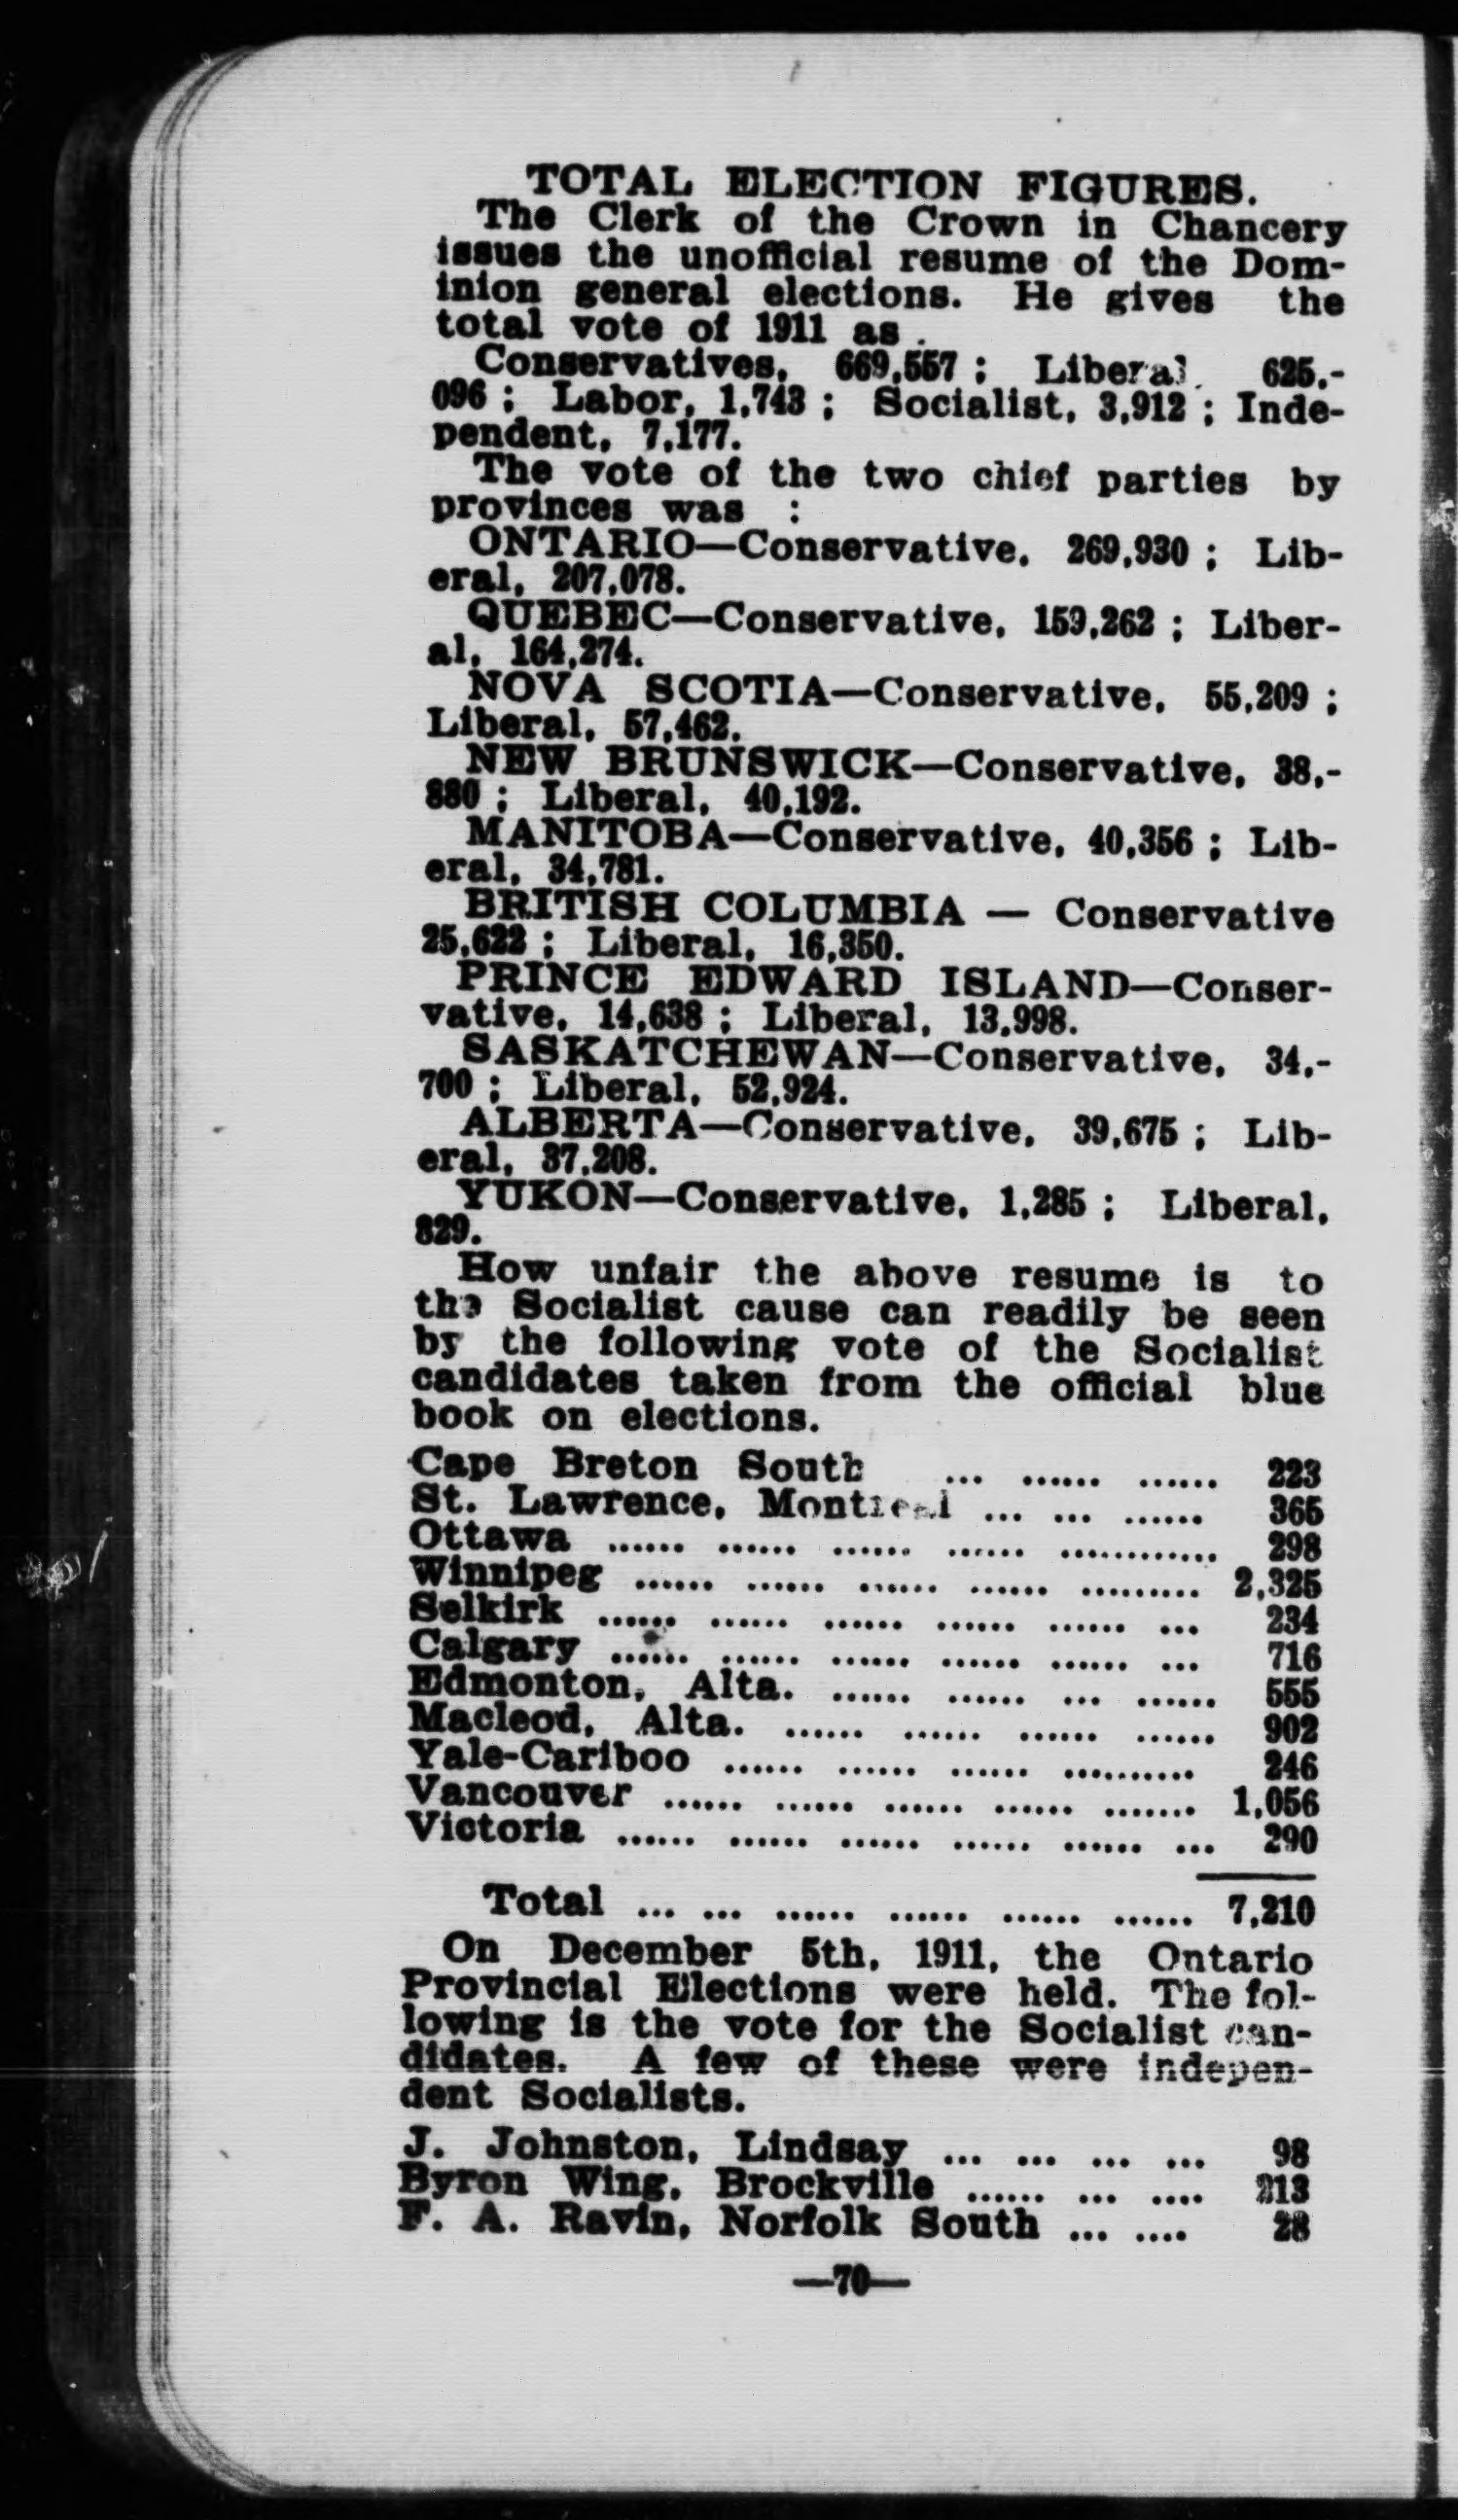 TOTAL ELECTION FIGURES.
The Clerk of the Crown in Chancery
issues the unofficial resume of the Dom-
inion general elections. He gives the
total vote of 1911 as .
Conservatives, 669,557 ; Liberal, 625,-
096 ; Labor, 1,743 ; Socialist, 3,912 ; Inde-
pendent, 7,177.
The vote of the two chief parties by
provinces was :
ONTARIO—Conservative, 269,930 ; Lib-
eral, 207,078.
QUEBEC—Conservative, 159,262 ; Liber-
al, 164,274.
NOVA SCOTIA—Conservative, 55,209 ;
Liberal, 57,462.
NEW BRUNSWICK—Conservative, 38,-
880 ; Liberal, 40,192.
MANITOBA—Conservative, 40,356 ; Lib-
eral, 34,781.
BRITISH COLUMBIA — Conservative
25,622 ; Liberal, 16,350.
PRINCE EDWARD ISLAND—Conser-
vative, 14,638 ; Liberal, 13,998.
SASKATCHEWAN—Conservative, 34,-
700 ; Liberal, 52,924.
ALBERTA—Conservative, 39,675 ; Lib-
eral, 37,208.
YUKON—Conservative, 1,285 ; Liberal,
829.
How unfair the above resume is to
the Socialist cause can readily be seen
by the following vote of the Socialist
candidates taken from the official blue
book on elections.
Cape Breton South ... ...... ...... 223
St. Lawrence, Montreal ... ... ...... 365
Ottawa ...... ...... ...... ...... ............ 298
Winnipeg ...... ...... ...... ...... ......... 2,325
Selkirk ...... ...... ...... ...... ...... ... 234
Calgary ...... ...... ...... ...... ...... ... 716
Edmonton, Alta. ...... ...... ... ...... 555
Macleod, Alta. ...... ...... ...... ...... 902
Yale-Cariboo ...... ...... ...... .......... 246
Vancouver ...... ...... ...... ...... ....... 1,056
Victoria ...... ...... ...... ...... ...... ... 290
Total ... ... ...... ...... ...... ...... 7,210
On December 5th, 1911, the Ontario
Provincial Elections were held. The fol-
lowing is the vote for the Socialist can-
didates. A few of these were indepen-
dent Socialists.
J. Johnston, Lindsay ... ... ... ... 98
Byron Wing, Brockville ...... ... .... 213
F. A. Ravin, Norfolk South ... .... 28
—70—